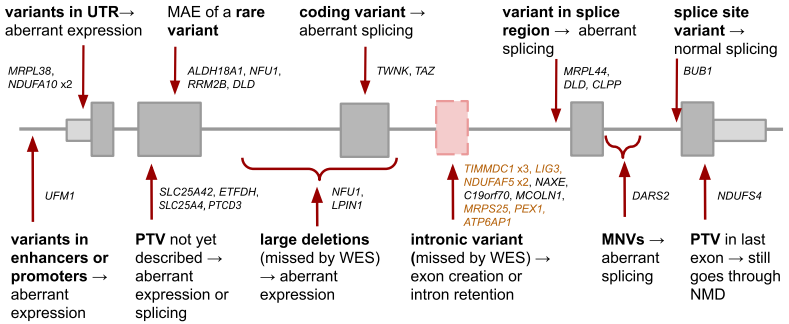 variants in UTR→
aberrant expression
MRPL38,
NDUFA10 x2
MAE of a rare
variant
ALDH18A1, NFU1,
RRM2B, DLD
coding variant →
aberrant splicing
TWNK, TAZ
variant in splice
region → aberrant
splicing
MRPL44,
DLD, CLPP
splice site
variant →
normal splicing
BUB1
UFM1
variants in
enhancers or
promoters →
aberrant
expression
SLC25A42, ETFDH,
SLC25A4, PTCD3
PTV not yet
described →
aberrant
expression or
splicing
NFU1,
LPIN1
large deletions
(missed by WES)
→ aberrant
expression
TIMMDC1 x3, LIG3,
NDUFAF5 x2, NAXE,
C19orf70, MCOLN1,
MRPS25, PEX1,
ATP6AP1
intronic variant
(missed by WES) →
exon creation or
intron retention
DARS2
MNVs →
aberrant
splicing
NDUFS4
PTV in last
exon → still
goes through
NMD